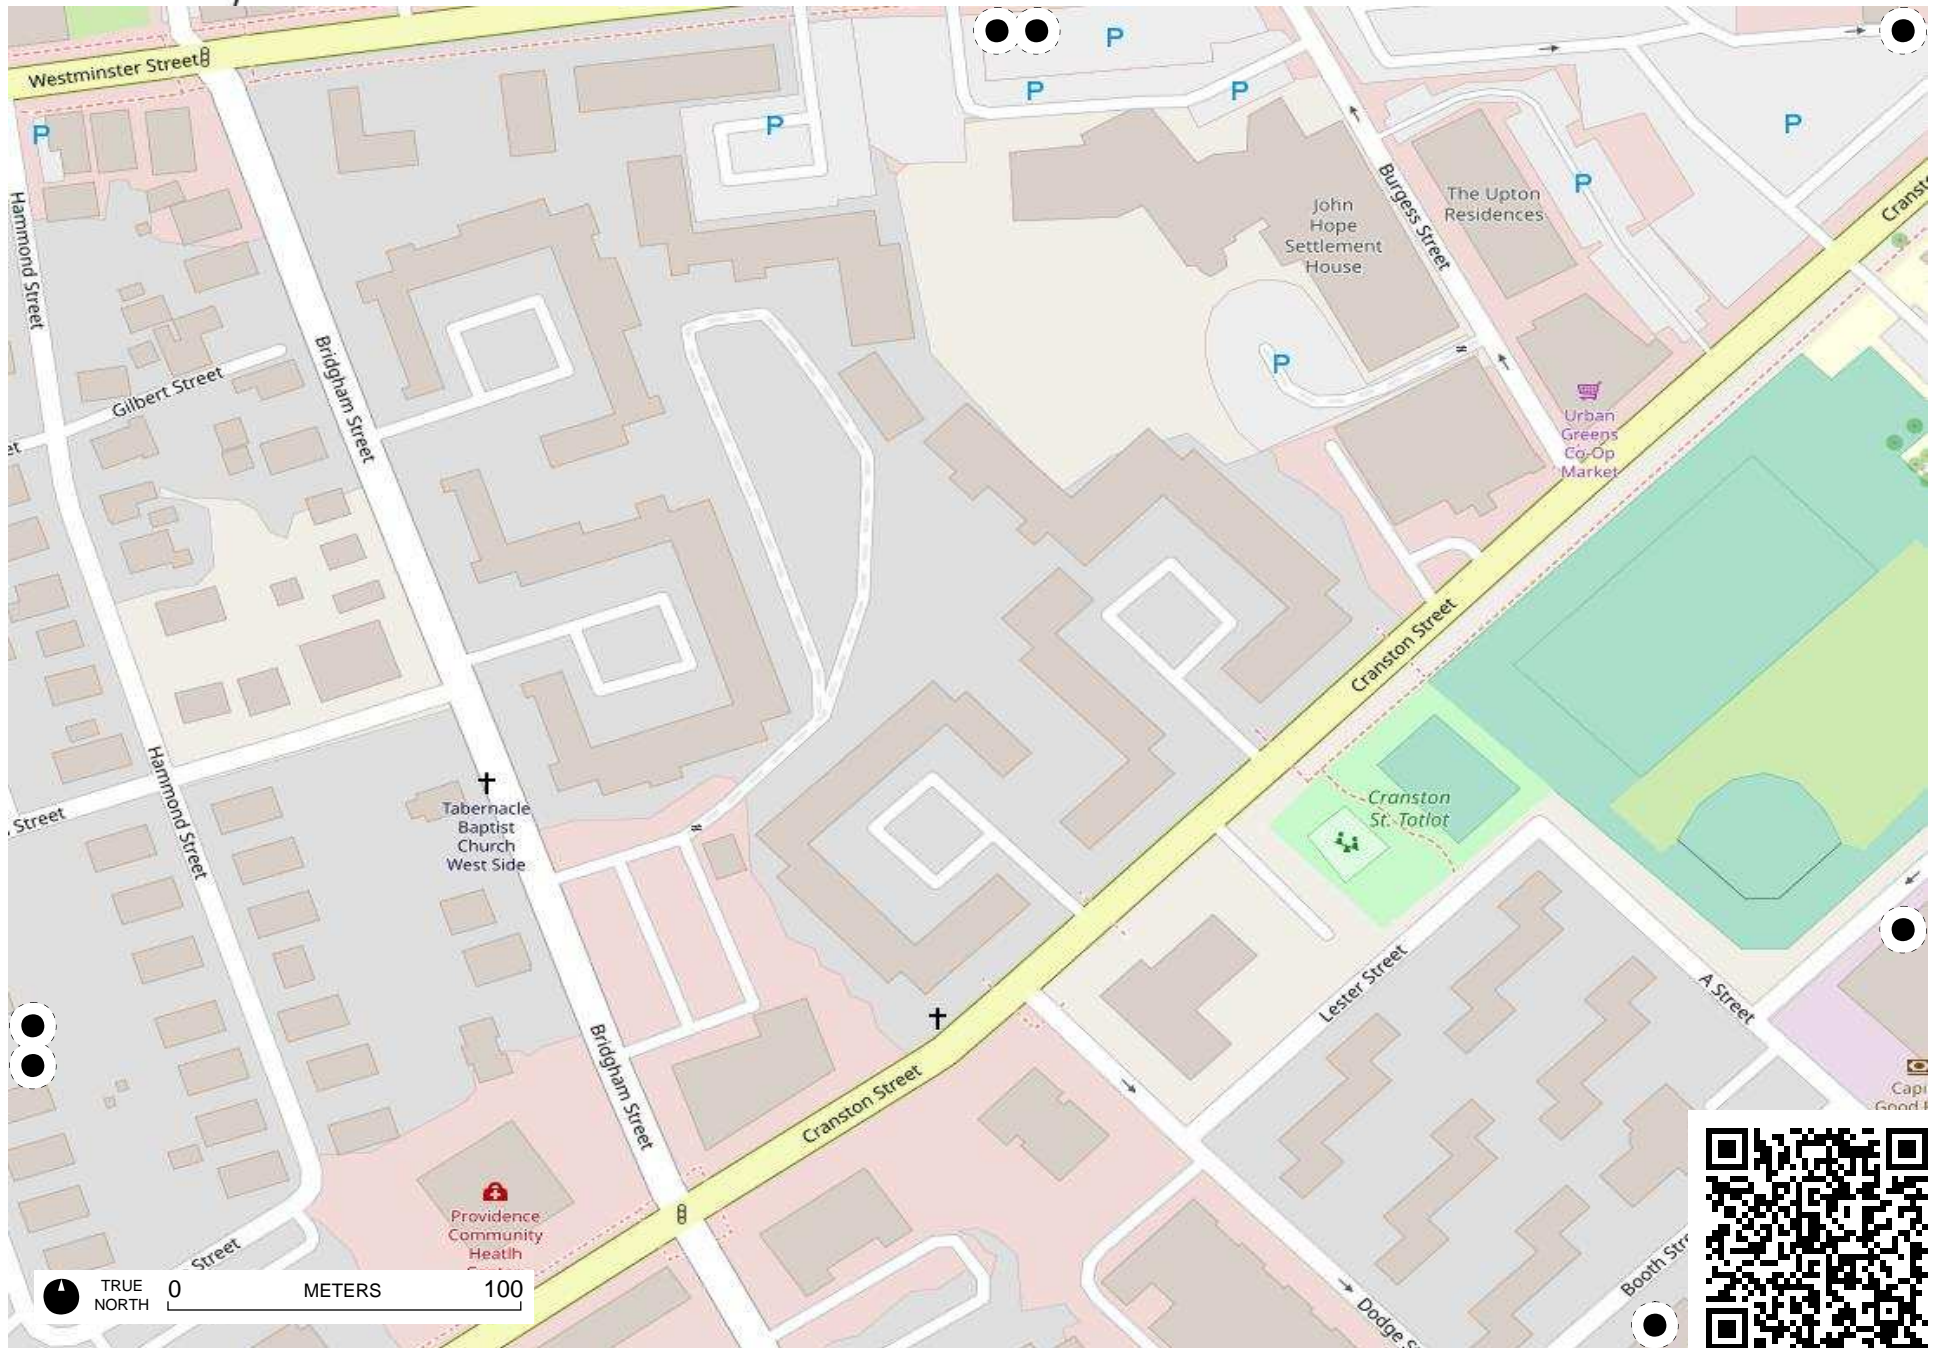 Westminster Street
P
P
P
P
P
P
P
P
Hammond Street
Gilbert Street
Bridgham Street
John
Hope
Settlement
House
Burgess Street
The Upton
Residences
Urban
Greens
Co-Op
Market
Cranston Street
Hammond Street
Street
Tabernacle
Baptist
Church
West Side
Cranston
St. Totlot
Lester Street
A Street
Bridgham Street
Cranston Street
Providence
Community
Heatlh
Street
Booth
Dodge
Good
TRUE
NORTH
0 METERS 100